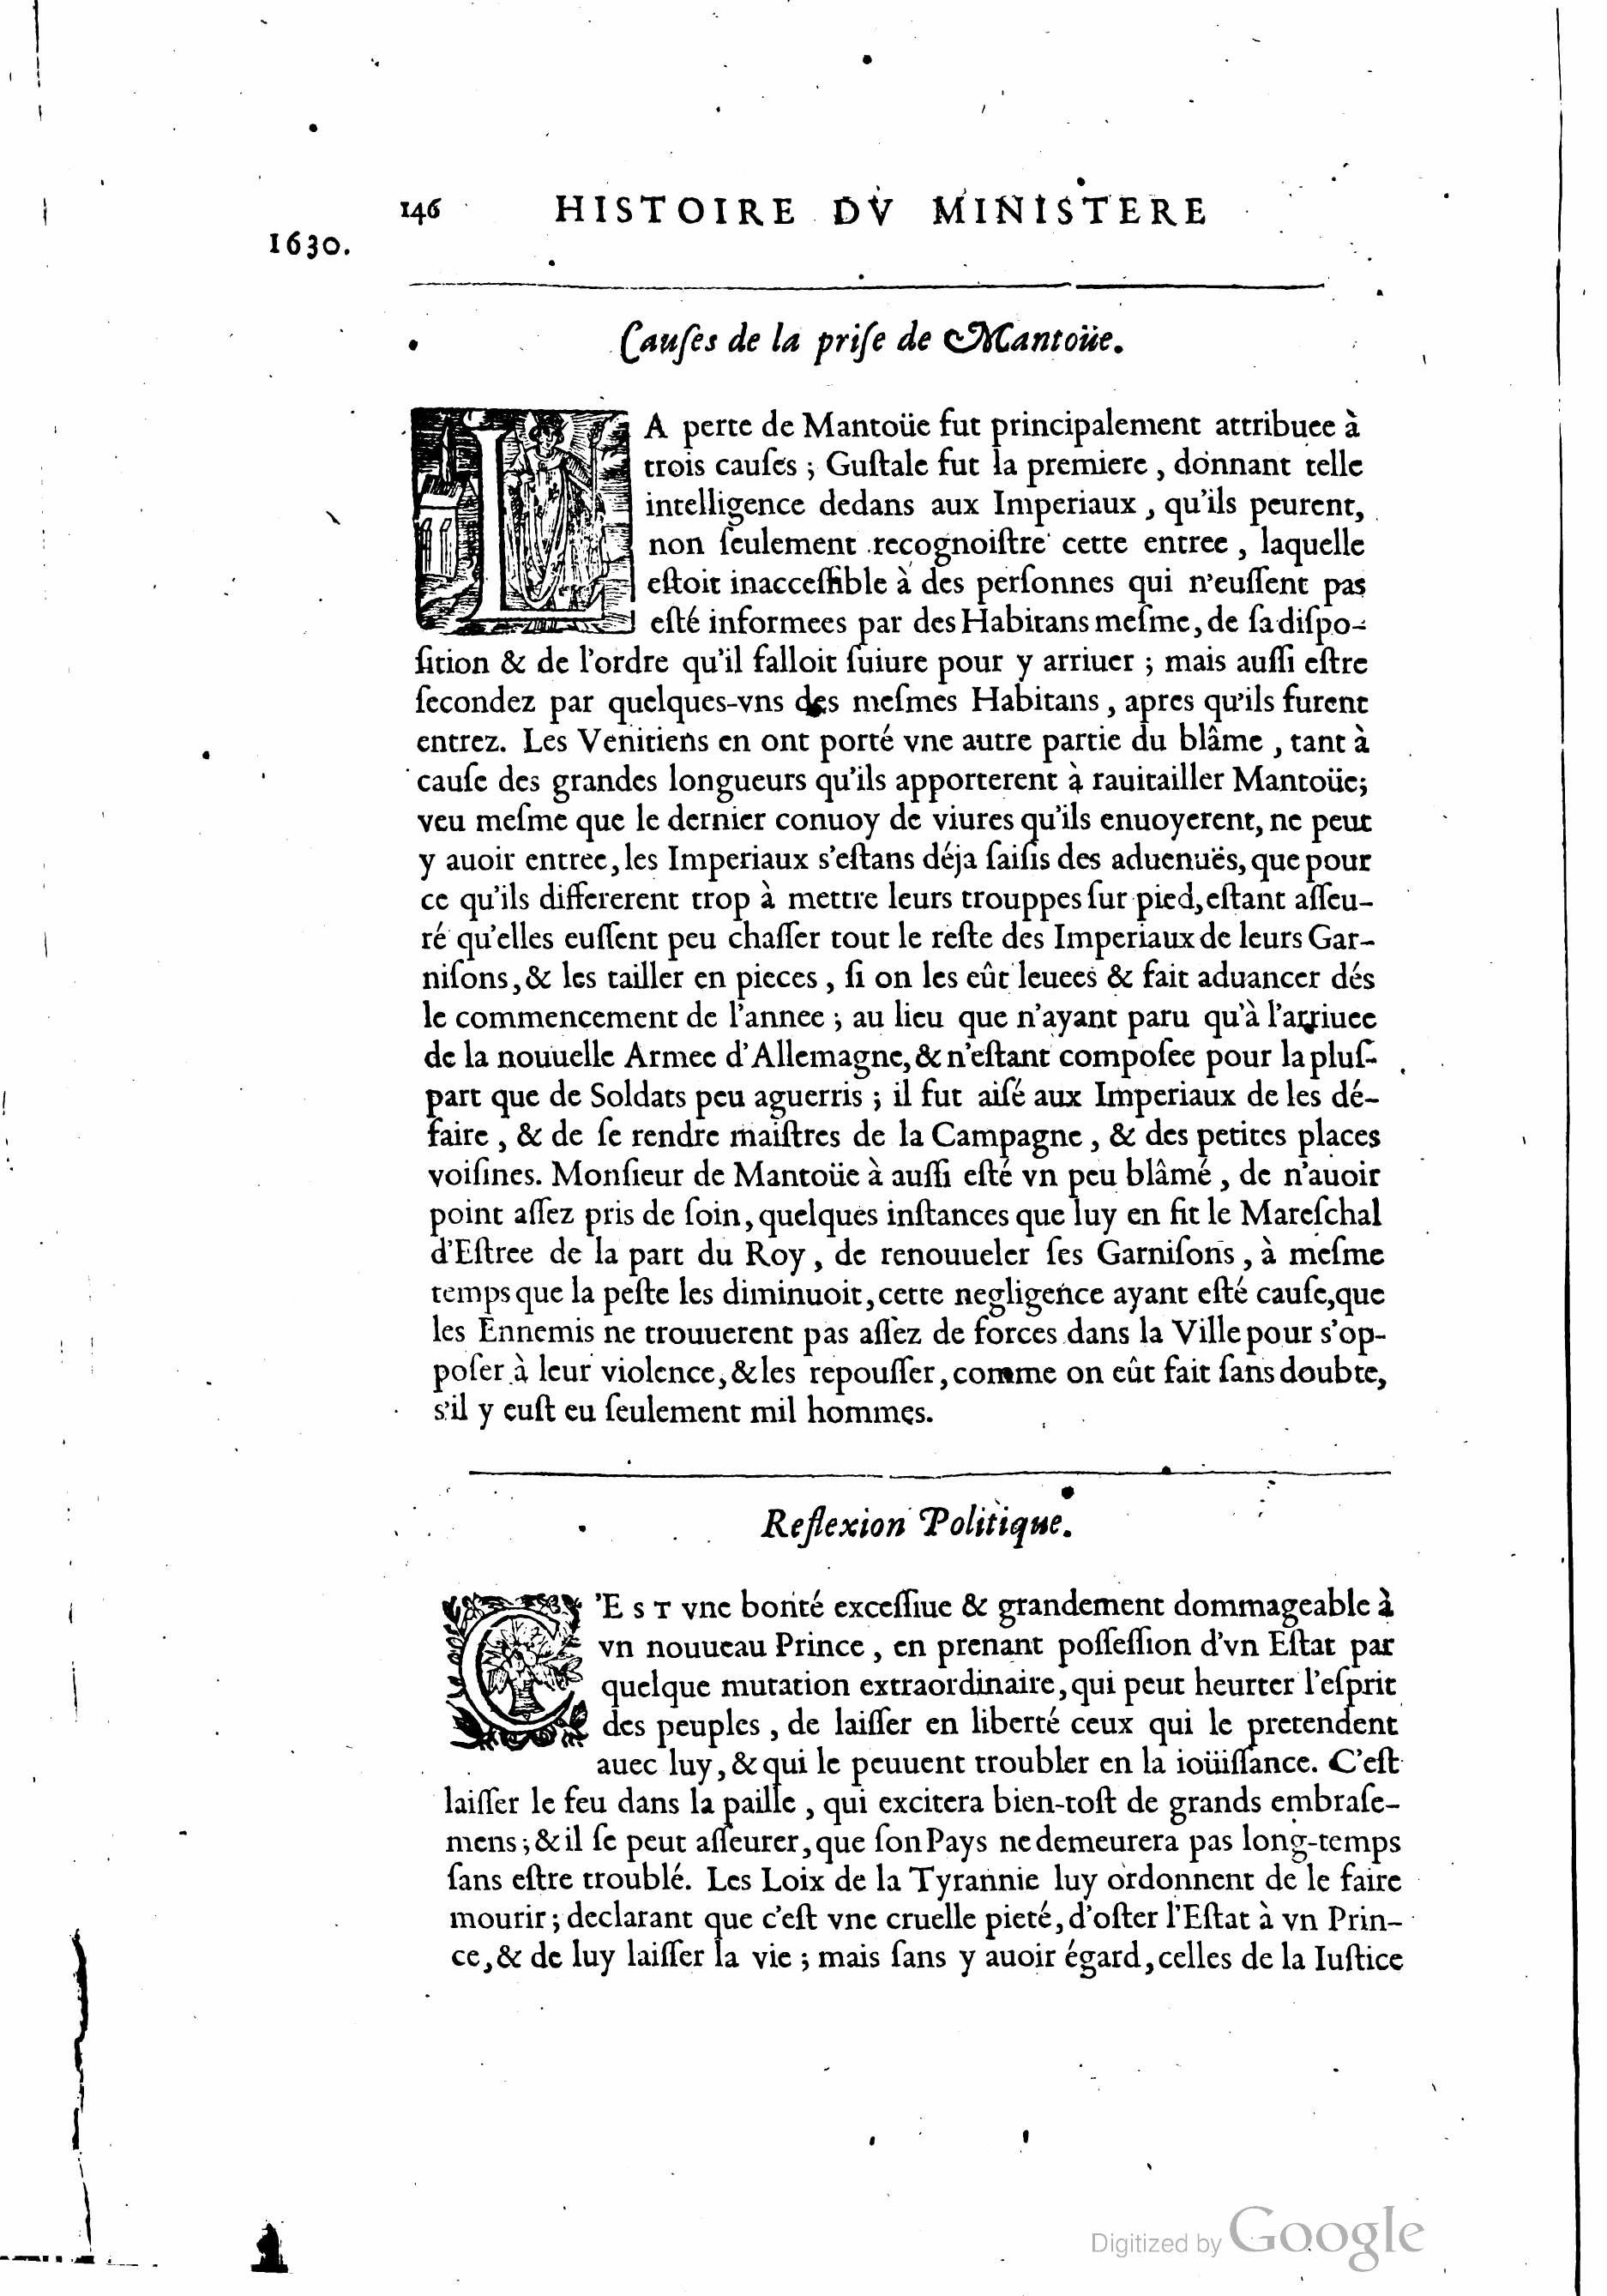 146 HISTOIRE DV MINISTERE
1630.
Cauſes de la priſe de Mantoüe.
LA perte de Mantoüe fut principalement attribuee à
trois cauſes ; Guſtale fut la premiere , donnant telle
intelligence dedans aux Imperiaux , qu'ils peurent,
non ſeulement recognoiſtre cette entree , laquelle
eſtoit inacceſſible à des perſonnes qui n'euſſent pas
eſté informees par des Habitans meſme, de ſa diſpo-
ſition & de l'ordre qu'il falloit ſuiure pour y arriuer ; mais auſſi eſtre
ſecondez par quelques-vns des meſmes Habitans , apres qu'ils furent
entrez. Les Venitiens en ont porté vne autre partie du blâme , tant à
cauſe des grandes longueurs qu'ils apporterent à rauitailler Mantoüe;
veu meſme que le dernier conuoy de viures qu'ils enuoyerent, ne peut
y auoir entree, les Imperiaux s'eſtans déja ſaiſis des aduenuës, que pour
ce qu'ils differerent trop à mettre leurs trouppes ſur pied, eſtant aſſeu-
ré qu'elles euſſent peu chaſſer tout le reſte des Imperiaux de leurs Gar-
niſons, & les tailler en pieces , ſi on les eût leuees & fait aduancer dés
le commencement de l'annee ; au lieu que n'ayant paru qu'à l'arriuee
de la nouuelle Armee d'Allemagne, & n'eſtant compoſee pour la pluſ-
part que de Soldats peu aguerris ; il fut aiſé aux Imperiaux de les dé-
faire , & de ſe rendre maiſtres de la Campagne , & des petites places
voiſines. Monſieur de Mantoüe à auſſi eſté vn peu blâmé , de n'auoir
point aſſez pris de ſoin, quelques inſtances que luy en fit le Mareſchal
d'Eſtree de la part du Roy , de renouueler ſes Garniſons , à meſme
temps que la peſte les diminuoit, cette negligence ayant eſté cauſe, que
les Ennemis ne trouuerent pas aſſez de forces dans la Ville pour s'op-
poſer à leur violence, & les repouſſer, comme on eût fait ſans doubte,
s'il y euſt eu ſeulement mil hommes.
Reflexion Politique.
C'EST vne bonté exceſſiue & grandement dommageable à
vn nouueau Prince , en prenant poſſeſſion d'vn Eſtat par
quelque mutation extraordinaire, qui peut heurter l'eſprit
des peuples , de laiſſer en liberté ceux qui le pretendent
auec luy, & qui le peuuent troubler en la ioüiſſance. C'eſt
laiſſer le feu dans la paille , qui excitera bien-toſt de grands embraſe-
mens ; & il ſe peut aſſeurer, que ſon Pays ne demeurera pas long-temps
ſans eſtre troublé. Les Loix de la Tyrannie luy ordonnent de le faire
mourir ; declarant que c'eſt vne cruelle pieté, d'oſter l'Eſtat à vn Prin-
ce, & de luy laiſſer la vie ; mais ſans y auoir égard, celles de la Iuſtice
Digitized by Google